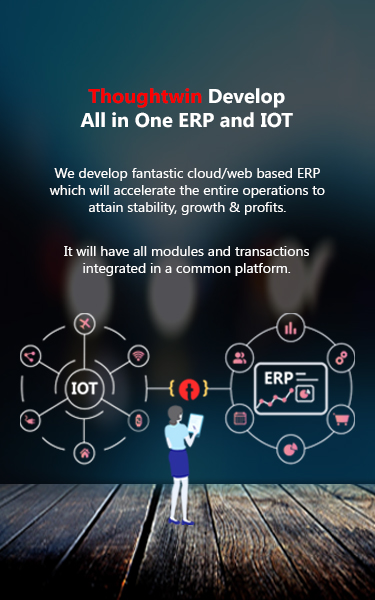 Thoughtwin Develop
All in One ERP and IOT
We develop fantastic cloud/web based ERP
which will accelerate the entire operations to
attain stability, growth & profits.
It will have all modules and transactions
integrated in a common platform.
IOT
ERP